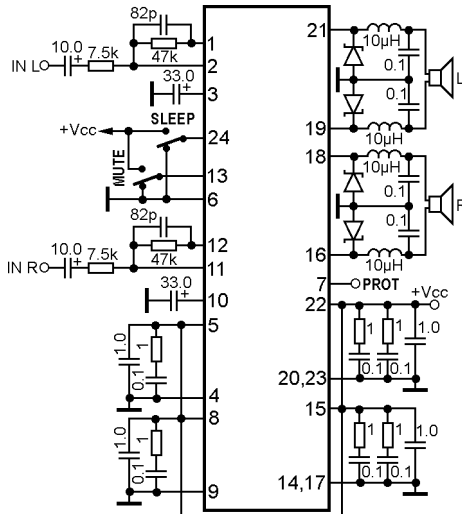 82p
10.0
7.5k
IN L
+
47k
1
2
33.0
+
3
SLEEP
+Vcc
24
MUTE
13
6
82p
10.0
7.5k
IN R
+
47k
12
11
33.0
+
10
5
1.0
1
0.1
4
8
1.0
1
0.1
9
21
10µH
0.1
L
0.1
19
10µH
18
10µH
0.1
R
0.1
16
10µH
7
PROT
22
+Vcc
1
1
1.0
0.1
0.1
20,23
15
1
1
1.0
0.1
0.1
14,17